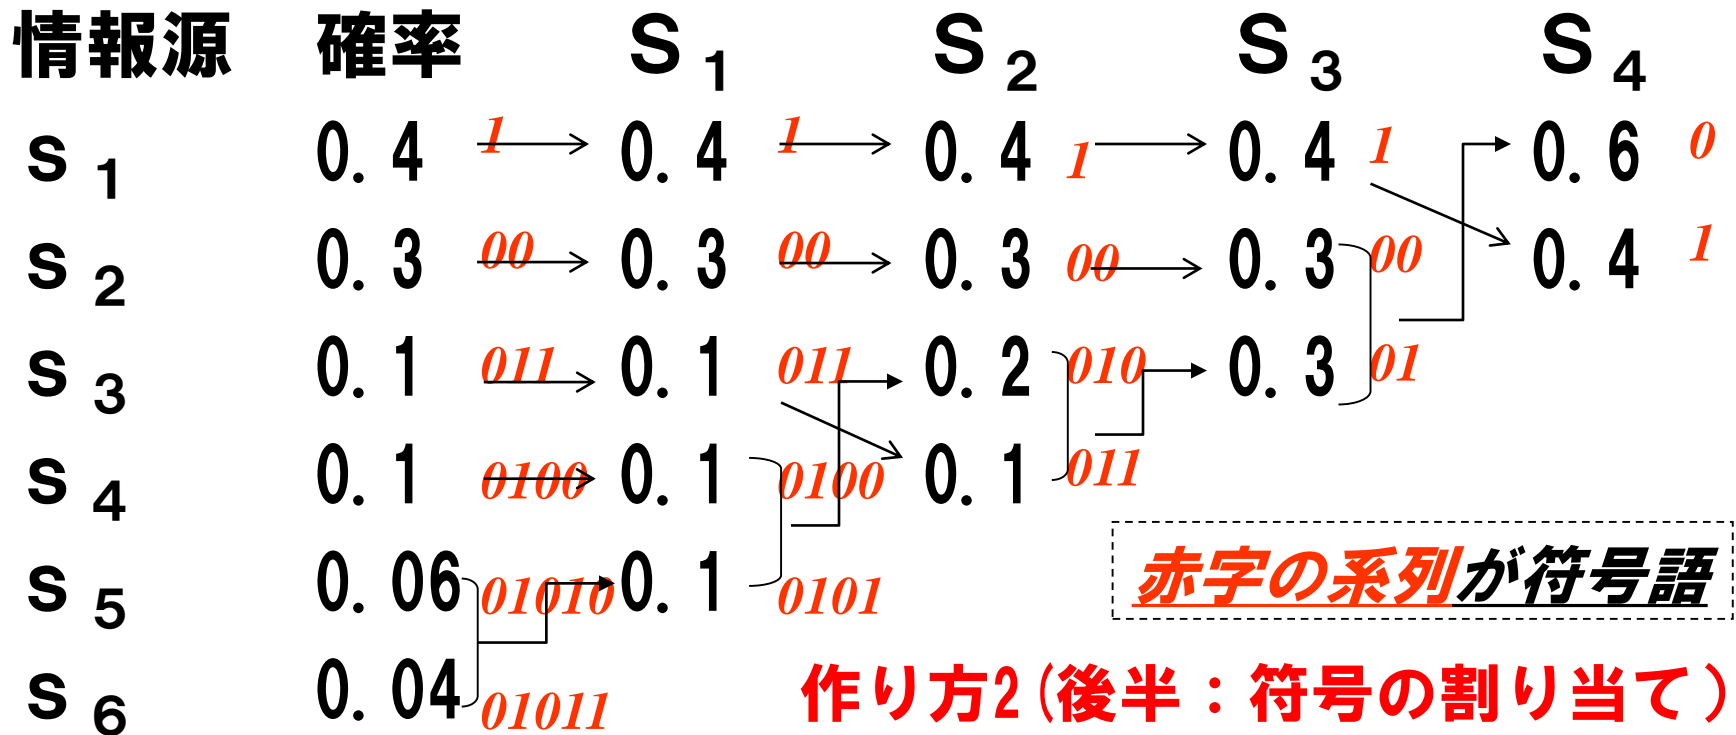 情報源 確率 S1 S2 S3 S4
S1 0.4 1 0.4 1 0.4 1 0.4 1 0.6 0
S2 0.3 00 0.3 00 0.3 00 0.3 00 0.4 1
S3 0.1 011 0.1 011 0.2 010 0.3 01
S4 0.1 0100 0.1 0100 0.1 011
S5 0.06 01010 0.1 0101
S6 0.04 01011
赤字の系列が符号語
作り方2(後半：符号の割り当て)